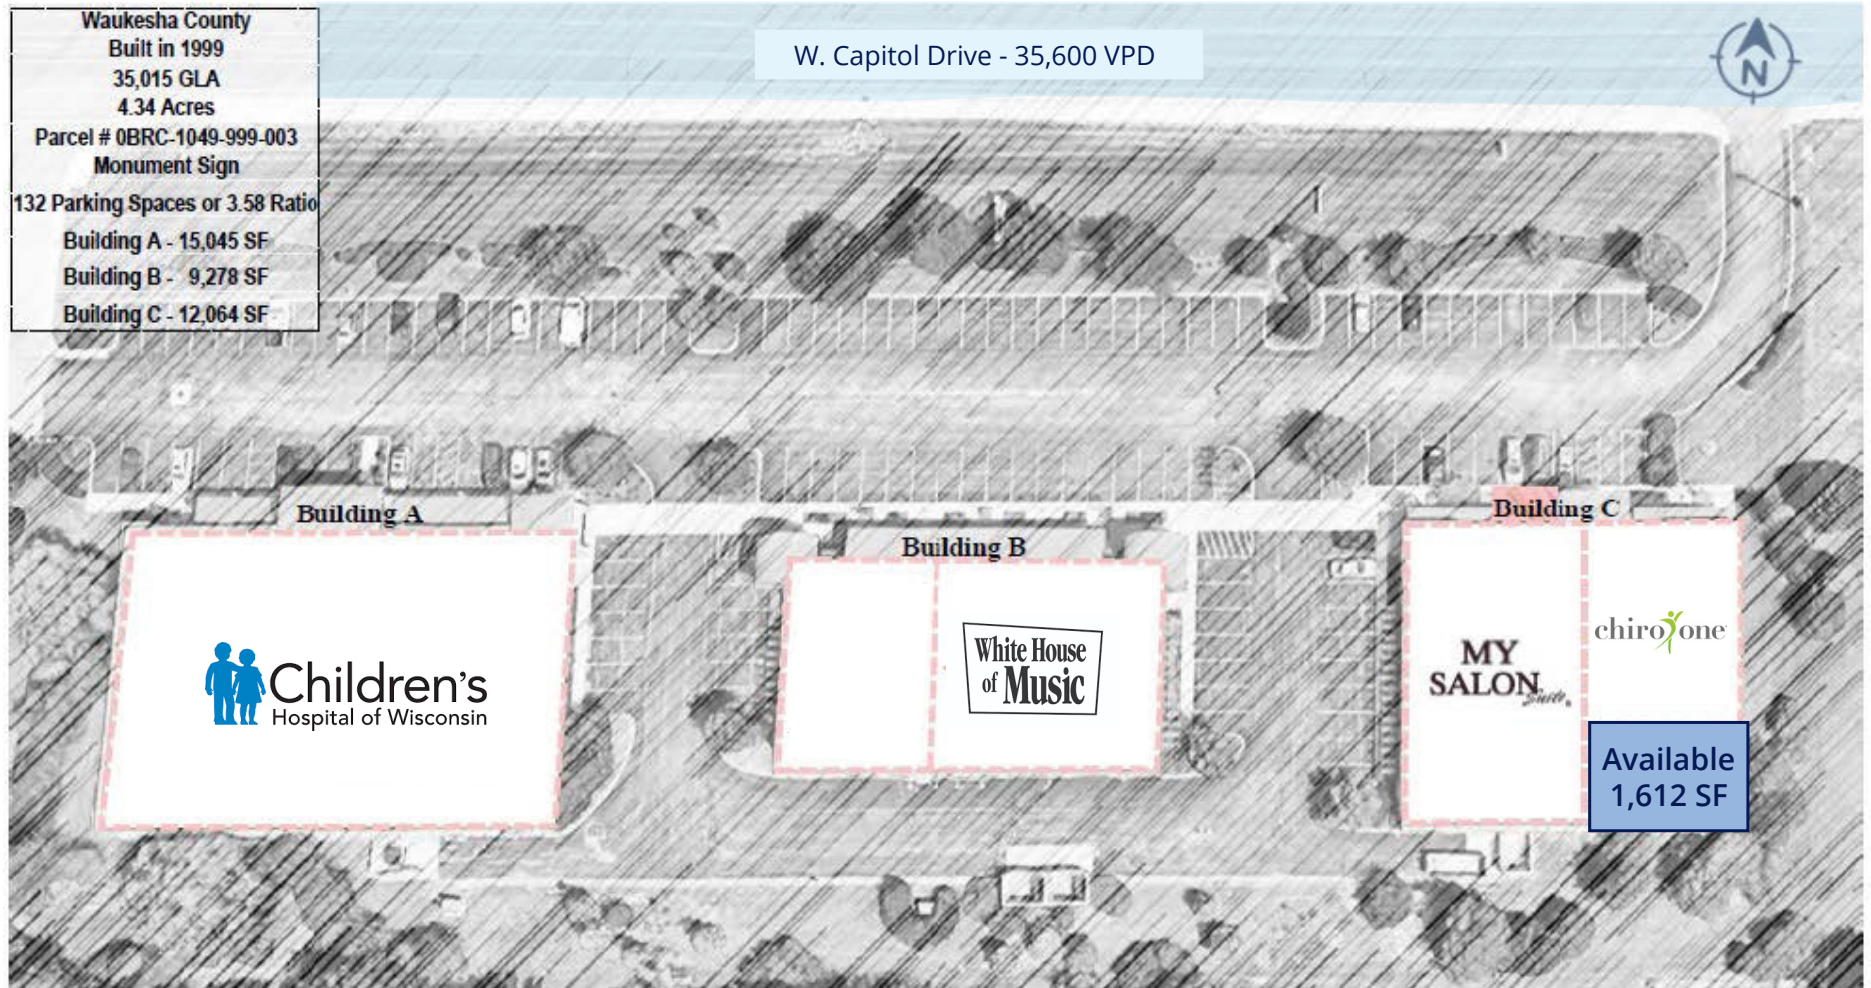 Waukesha County
Built in 1999
35,015 GLA
4.34 Acres
Parcel # 0BRC-1049-999-003
Monument Sign
132 Parking Spaces or 3.58 Ratio
Building A - 15,045 SF
Building B - 9,278 SF
Building C - 12,064 SF
W. Capitol Drive - 35,600 VPD
N
Building A
Children's
Hospital of Wisconsin
Building B
White House
of Music
Building C
MY
SALON
Suite
chiro one
Available
1,612 SF